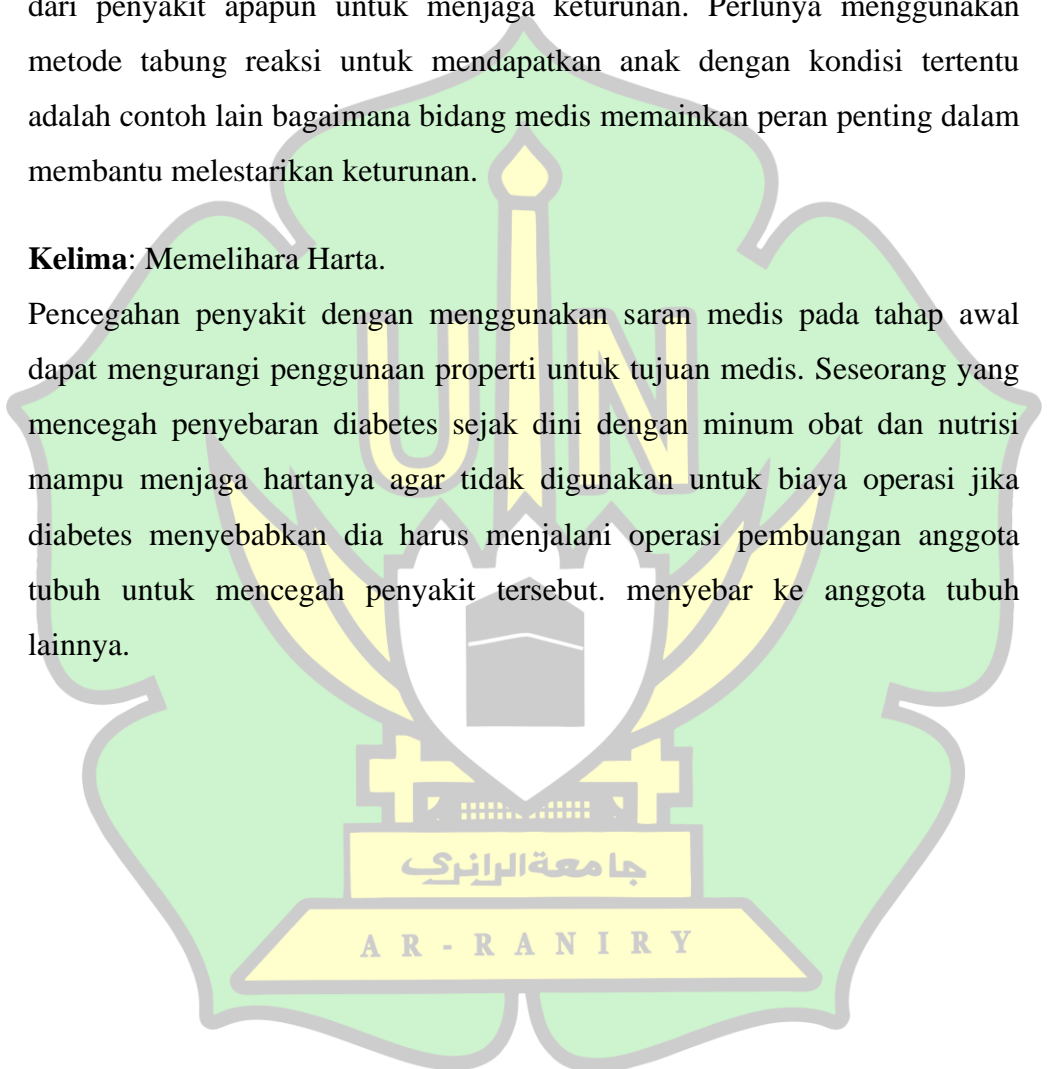 dari penyakit apapun untuk menjaga keturunan. Perlunya menggunakan
metode tabung reaksi untuk mendapatkan anak dengan kondisi tertentu
adalah contoh lain bagaimana bidang medis memainkan peran penting dalam
membantu melestarikan keturunan.
Kelima: Memelihara Harta.
Pencegahan penyakit dengan menggunakan saran medis pada tahap awal
dapat mengurangi penggunaan properti untuk tujuan medis. Seseorang yang
mencegah penyebaran diabetes sejak dini dengan minum obat dan nutrisi
mampu menjaga hartanya agar tidak digunakan untuk biaya operasi jika
diabetes menyebabkan dia harus menjalani operasi pembuangan anggota
tubuh untuk mencegah penyakit tersebut. menyebar ke anggota tubuh
lainnya.
UIN
جامعةالرانري
AR-RANIRY